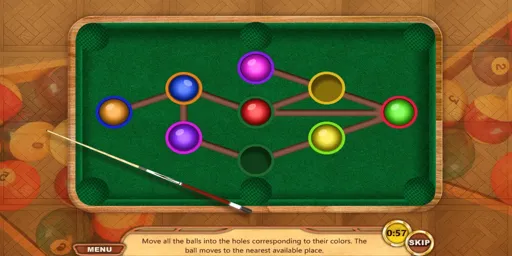 0:57
SKIP
MENU
Move all the balls into the holes corresponding to their colors. The
ball moves to the nearest available place.